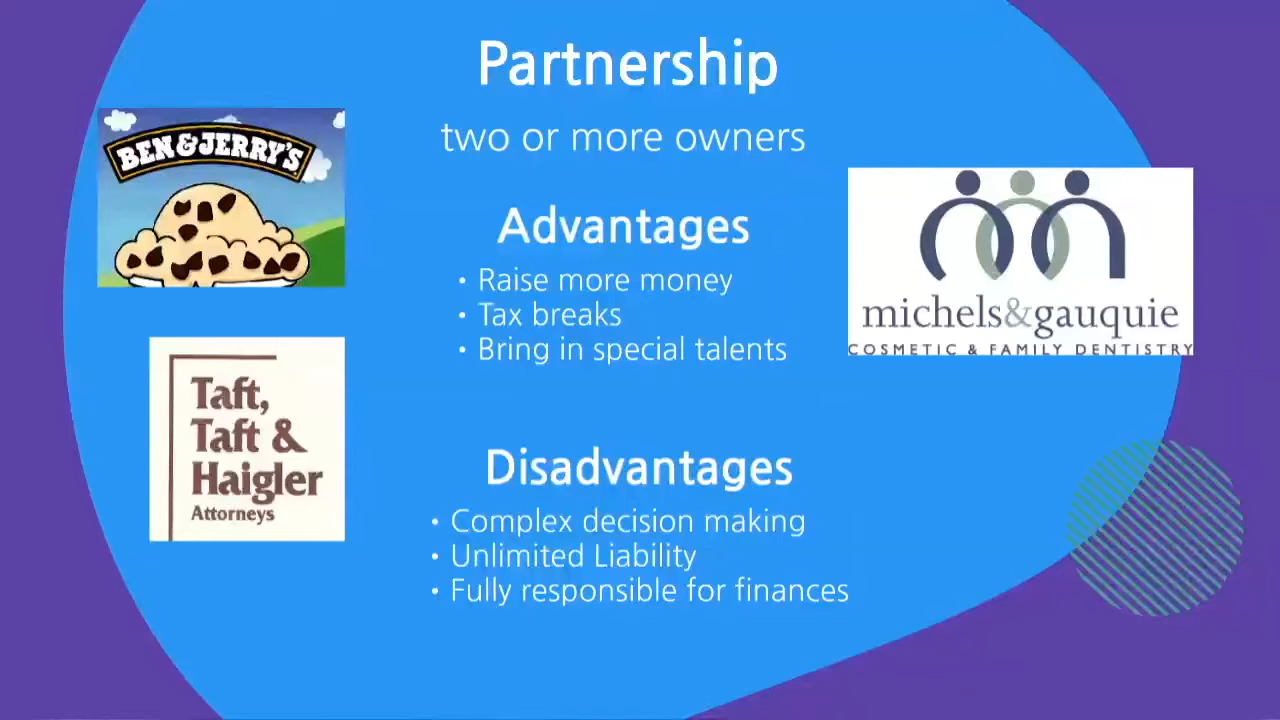 Partnership
two or more owners
BEN & JERRY'S
Advantages
• Raise more money
• Tax breaks
• Bring in special talents
michels&gauquie
COSMETIC & FAMILY DENTISTRY
Taft,
Taft &
Haigler
Attorneys
Disadvantages
• Complex decision making
• Unlimited Liability
• Fully responsible for finances